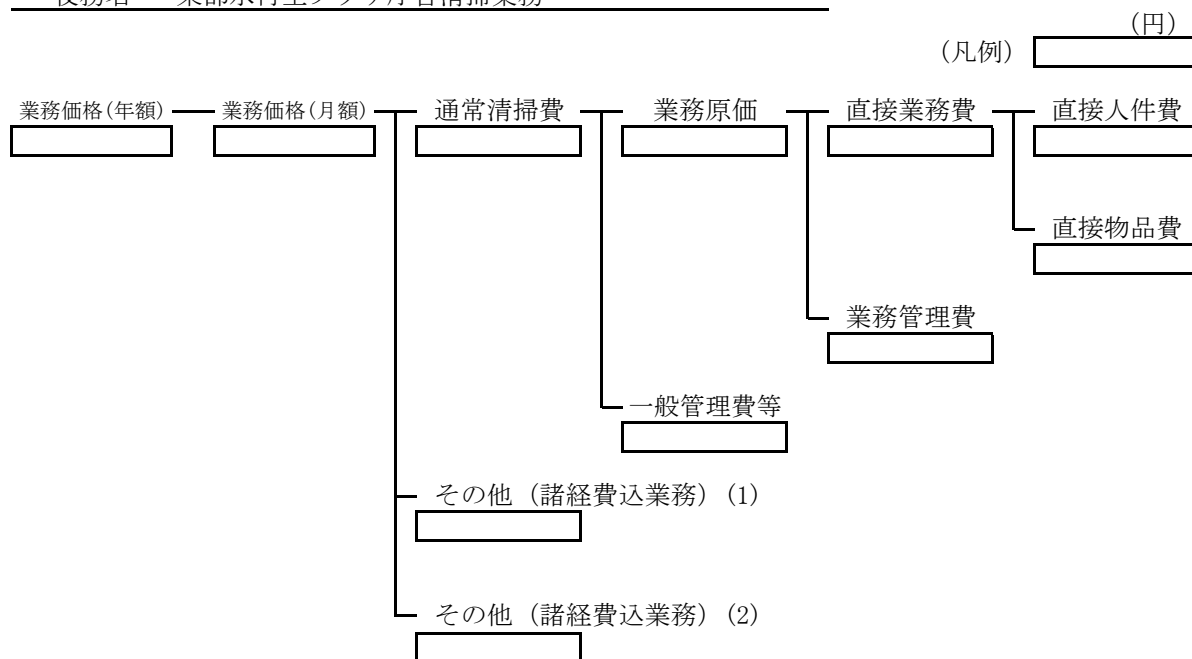 (円)
(凡例)
業務価格(年額) 業務価格(月額) 通常清掃費 業務原価 直接業務費 直接人件費
直接物品費
業務管理費
一般管理費等
その他（諸経費込業務）(1)
その他（諸経費込業務）(2)